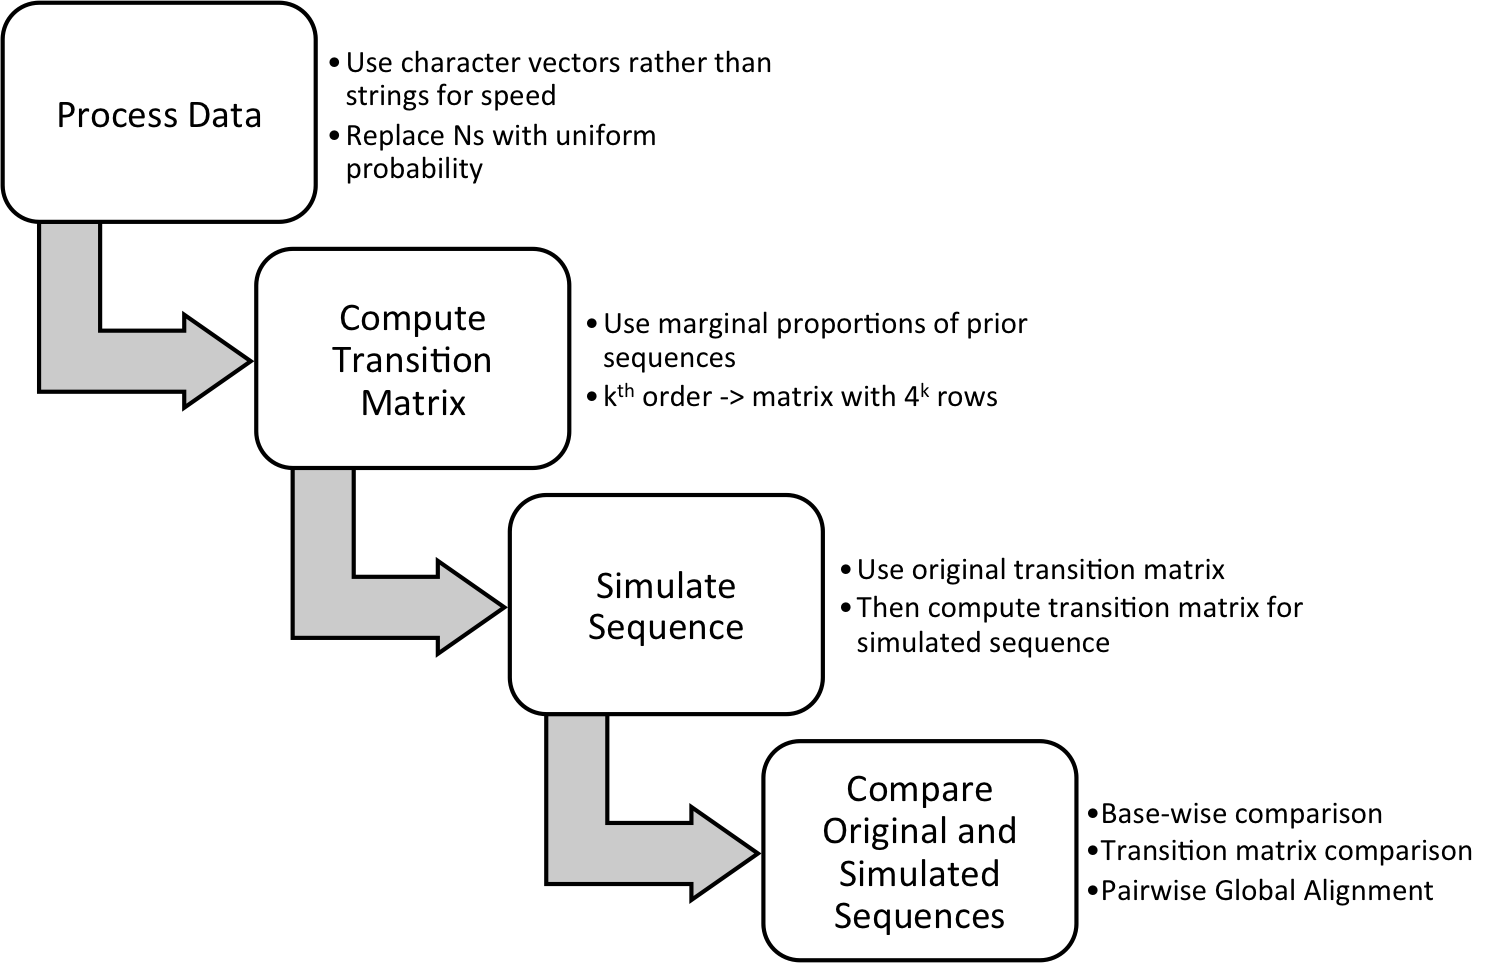 Process Data
• Use character vectors rather than
strings for speed
• Replace Ns with uniform
probability
Compute
Transition
Matrix
• Use marginal proportions of prior
sequences
• kᵗʰ order -> matrix with 4ᵏ rows
Simulate
Sequence
• Use original transition matrix
• Then compute transition matrix for
simulated sequence
Compare
Original and
Simulated
Sequences
• Base-wise comparison
• Transition matrix comparison
• Pairwise Global Alignment